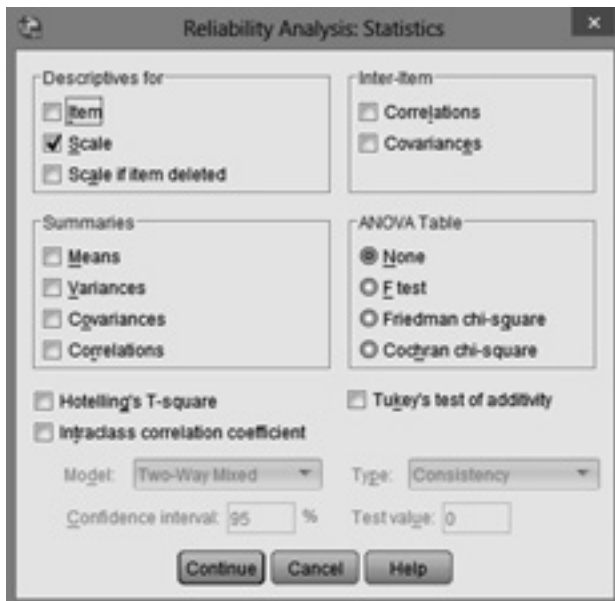 Reliability Analysis: Statistics
Descriptives for
Item
Scale
Scale if item deleted
Inter-Item
Correlations
Covariances
Summaries
Means
Variances
Covariances
Correlations
ANOVA Table
None
F test
Friedman chi-square
Cochran chi-square
Hotelling's T-square
Tukey's test of additivity
Intraclass correlation coefficient
Model: Two-Way Mixed
Type: Consistency
Confidence interval: 95 %
Test value: 0
Continue
Cancel
Help